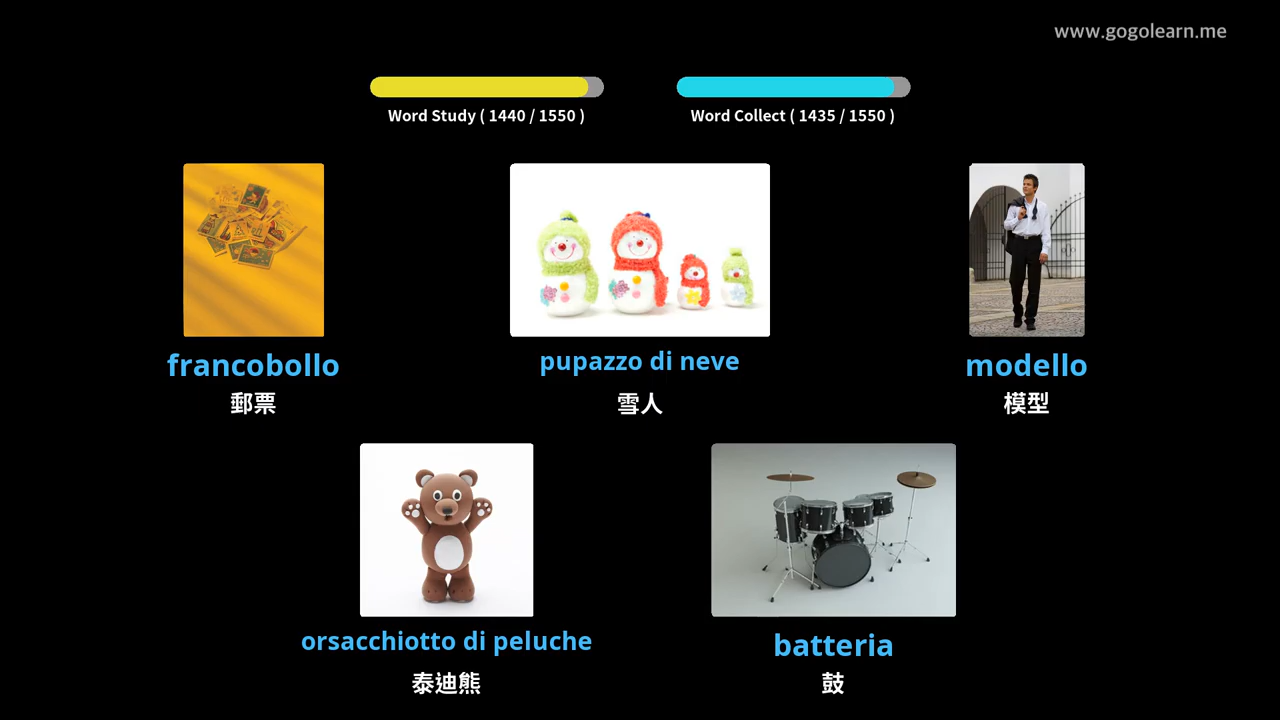 www.gogolearn.me
Word Study ( 1440 / 1550 )
Word Collect ( 1435 / 1550 )
francobollo
郵票
pupazzo di neve
雪人
modello
模型
orsacchiotto di peluche
泰迪熊
batteria
鼓